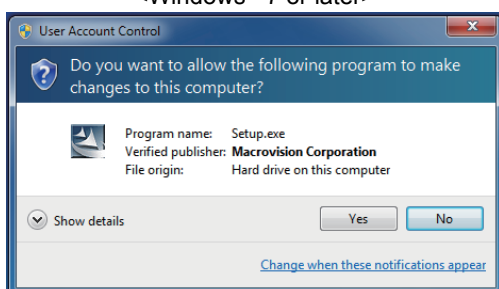 <Windows 7 or later>
User Account Control
Do you want to allow the following program to make
changes to this computer?
Program name: Setup.exe
Verified publisher: Macrovision Corporation
File origin: Hard drive on this computer
Show details
Yes
No
Change when these notifications appear